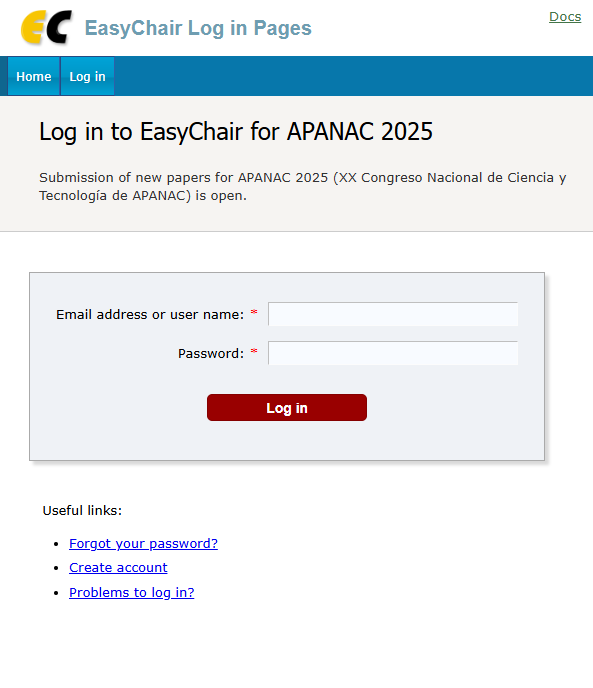 EC EasyChair Log in Pages
Docs
Home
Log in
Log in to EasyChair for APANAC 2025
Submission of new papers for APANAC 2025 (XX Congreso Nacional de Ciencia y
Tecnología de APANAC) is open.
Email address or user name: *
Password: *
Log in
Useful links:
• Forgot your password?
• Create account
• Problems to log in?